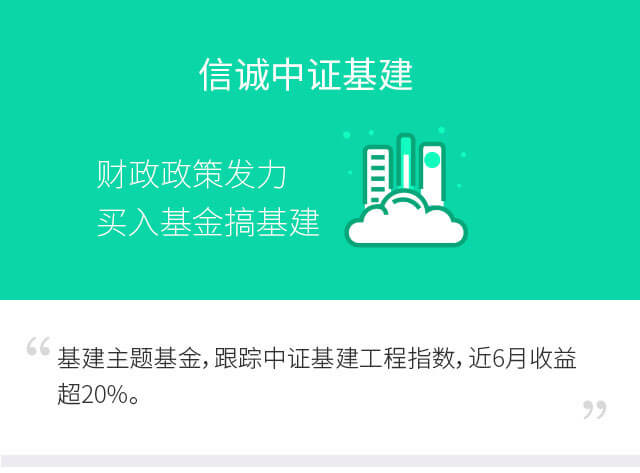 信诚中证基建
财政政策发力
买入基金搞基建
“基建主题基金，跟踪中证基建工程指数，近6月收益
超20%。”